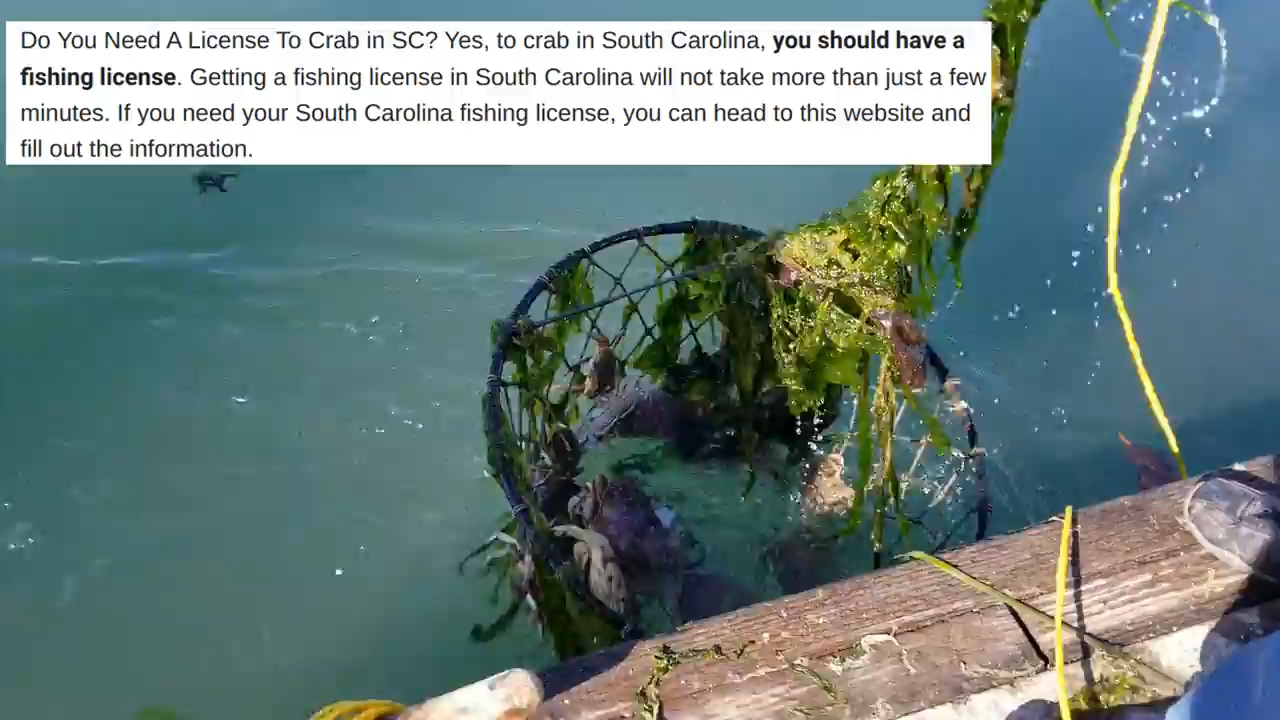 Do You Need A License To Crab in SC? Yes, to crab in South Carolina, you should have a
fishing license. Getting a fishing license in South Carolina will not take more than just a few
minutes. If you need your South Carolina fishing license, you can head to this website and
fill out the information.